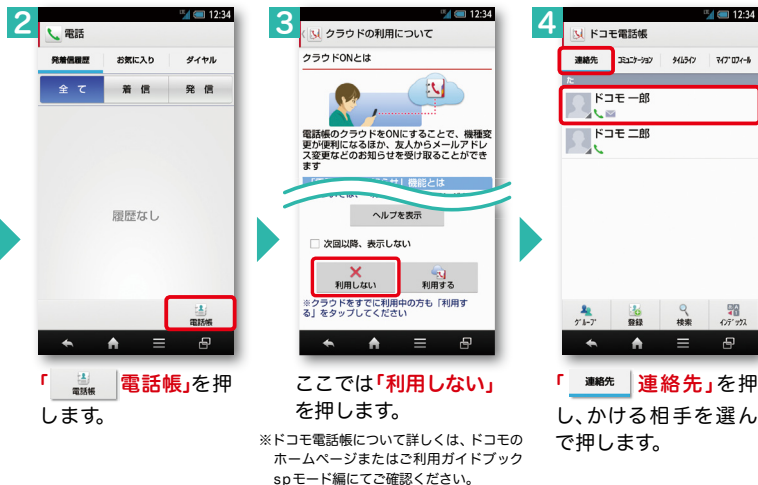 2
12:34
電話
発着信履歴 お気に入り ダイヤル
全て 着信 発信
履歴なし
電話帳
「 電話帳 電話帳」を押
します。
3
12:34
クラウドの利用について
クラウドONとは
電話帳のクラウドをONにすることで、機種変
更が便利になるほか、友人からメールアドレ
ス変更などのお知らせを受け取ることができ
ます
機能とは
ヘルプを表示
次回以降、表示しない
利用しない 利用する
※クラウドをすでに利用中の方も「利用す
る」をタップしてください
ここでは「利用しない」
を押します。
※ドコモ電話帳について詳しくは、ドコモの
ホームページまたはご利用ガイドブック
spモード編にてご確認ください。
4
12:34
ドコモ電話帳
連絡先 コミュニケーション タイムライン マイプロフィール
た
ドコモ 一郎
ドコモ 二郎
グループ 登録 検索 インデックス
「 連絡先 連絡先」を押
し、かける相手を選ん
で押します。